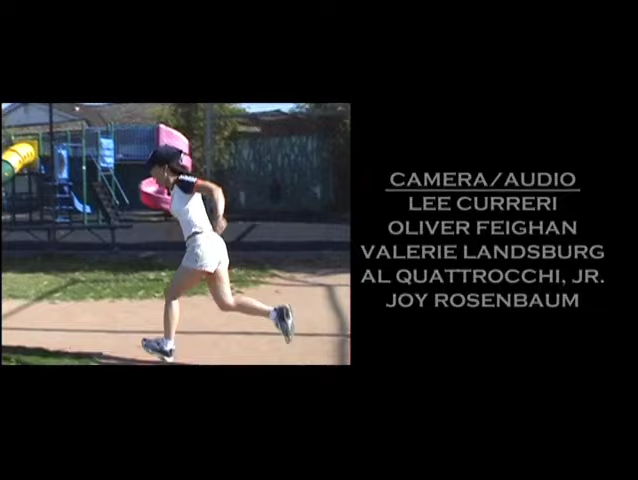 CAMERA/AUDIO
LEE CURRERI
OLIVER FEIGHAN
VALERIE LANDSBURG
AL QUATTROCCHI, JR.
JOY ROSENBAUM